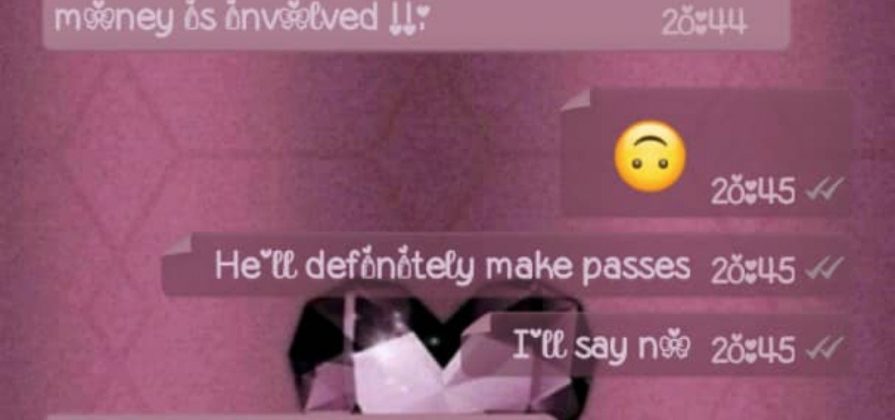 money is involved !!!
20:44
🙃
20:45
He'll definitely make passes 20:45
I'll say no 20:45